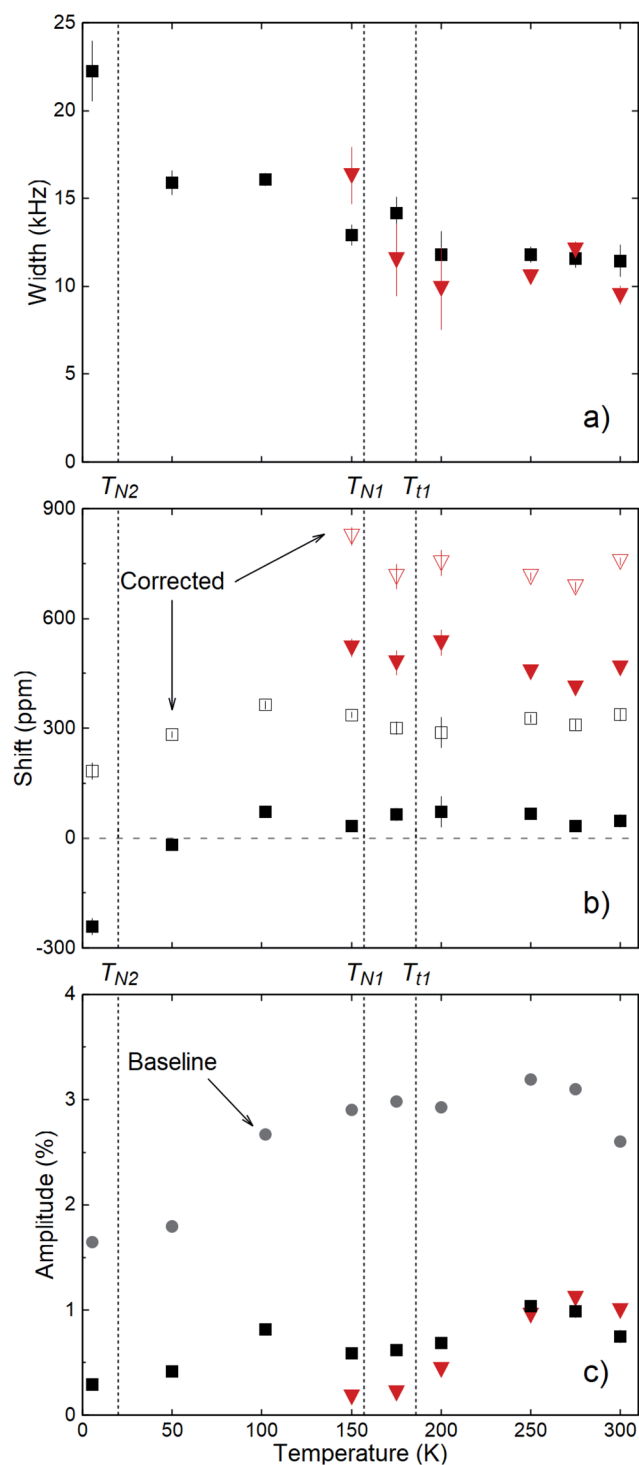 25
20
15
10
5
0
Width (kHz)
a)
T_N2
T_N1
T_t1
900
600
300
0
-300
Shift (ppm)
Corrected
b)
T_N2
T_N1
T_t1
4
3
2
1
0
Amplitude (%)
Baseline
c)
0 50 100 150 200 250 300
Temperature (K)